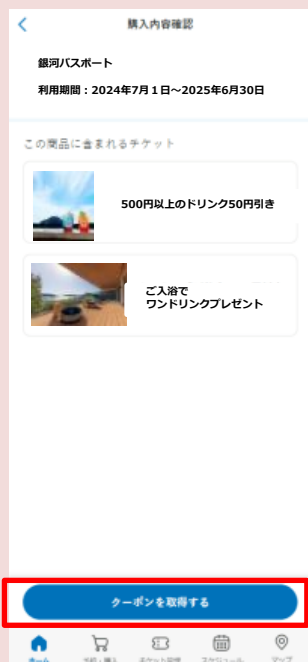 購入内容確認
銀河パスポート
利用期間：2024年7月1日～2025年6月30日
この商品に含まれるチケット
500円以上のドリンク50円引き
ご入浴で
ワンドリンクプレゼント
クーポンを取得する
ホーム
スケジュール
マップ